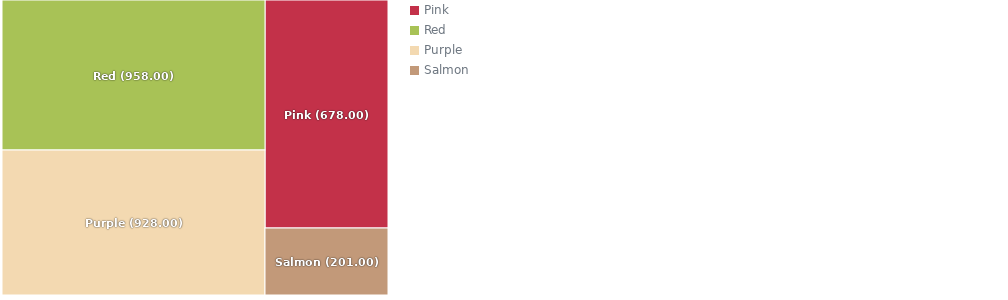 Red (958.00)
Pink (678.00)
Purple (928.00)
Salmon (201.00)
Pink
Red
Purple
Salmon